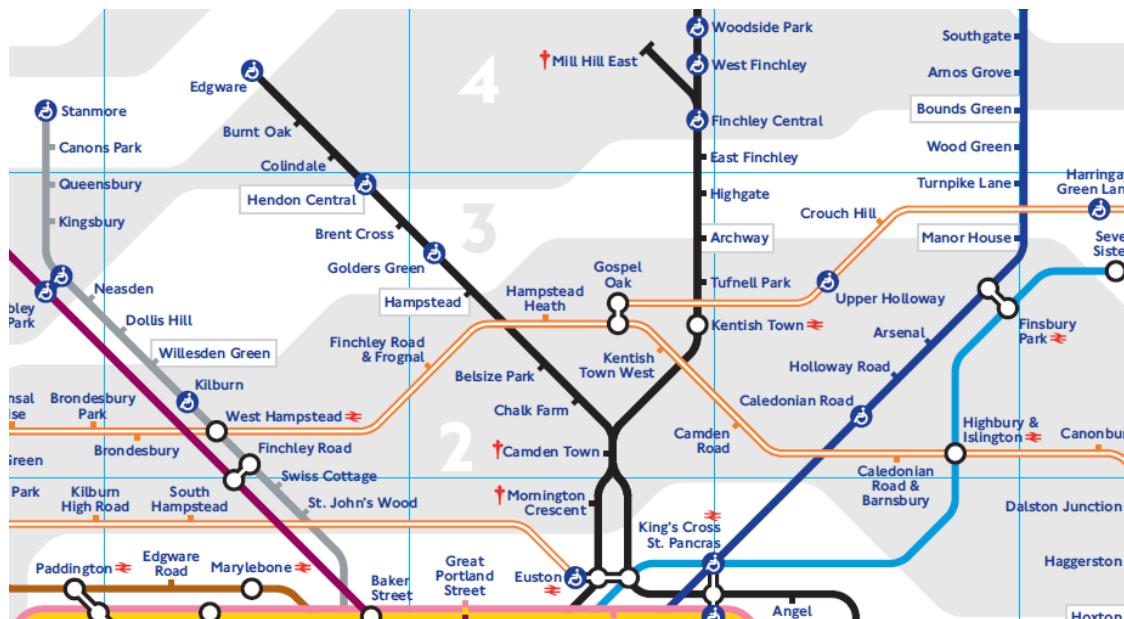 Woodside Park
Southgate
Mill Hill East
West Finchley
Edgware
Arnos Grove
Stanmore
4
Bounds Green
Finchley Central
Burnt Oak
Canons Park
Wood Green
East Finchley
Colindale
Queensbury
Turnpike Lane
Harringay
Green Lan
Highgate
Hendon Central
Kingsbury
Crouch Hill
3
Brent Cross
Archway
Manor House
Seve
Siste
Golders Green
Gospel
Oak
Tufnell Park
Neasden
Hampstead
Hampstead
Heath
Upper Holloway
bley
Park
Dollis Hill
Kentish Town
Finsbury
Park
Arsenal
Willesden Green
Finchley Road
& Frognal
Kentish
Town West
Holloway Road
Belsize Park
Kilburn
nsal
ise
Brondesbury
Park
Chalk Farm
Caledonian Road
West Hampstead
Highbury &
Islington
Camden
Road
Canonbu
Brondesbury
Finchley Road
2
Camden Town
Green
Swiss Cottage
Caledonian
Road &
Barnsbury
Park
Kilburn
High Road
South
Hampstead
St. John's Wood
Mornington
Crescent
Dalston Junction
King's Cross
St. Pancras
Edgware
Road
Paddington
Marylebone
Great
Portland
Street
Euston
Haggerston
Baker
Street
Angel
Hoxton